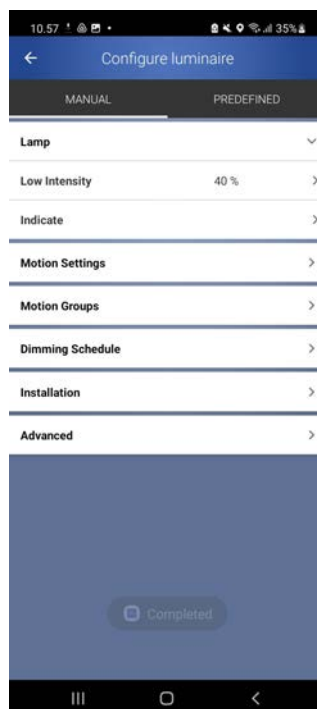 10.57 35%
Configure luminaire
MANUAL PREDEFINED
Lamp
Low Intensity 40 %
Indicate
Motion Settings
Motion Groups
Dimming Schedule
Installation
Advanced
Completed